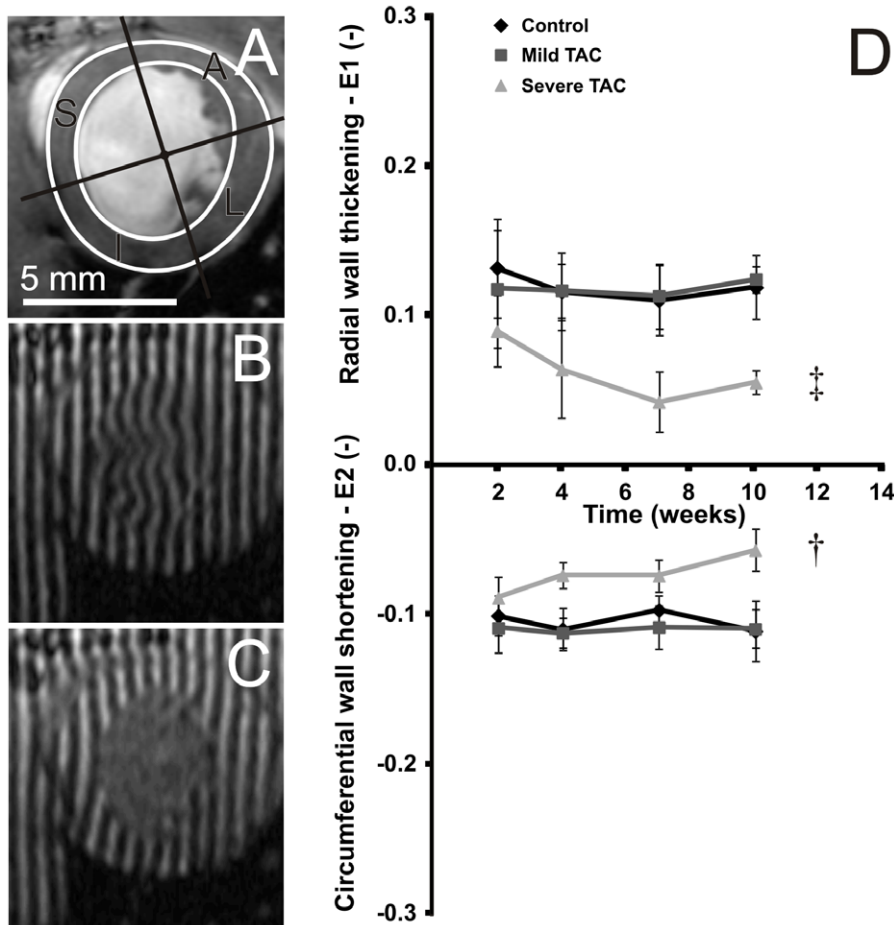 A
A
S
L
I
5 mm
B
C
D
Control
Mild TAC
Severe TAC
Radial wall thickening - E1 (-)
Circumferential wall shortening - E2 (-)
0.3
0.2
0.1
0.0
-0.1
-0.2
-0.3
2 4 6 8 10 12 14
Time (weeks)
‡
†